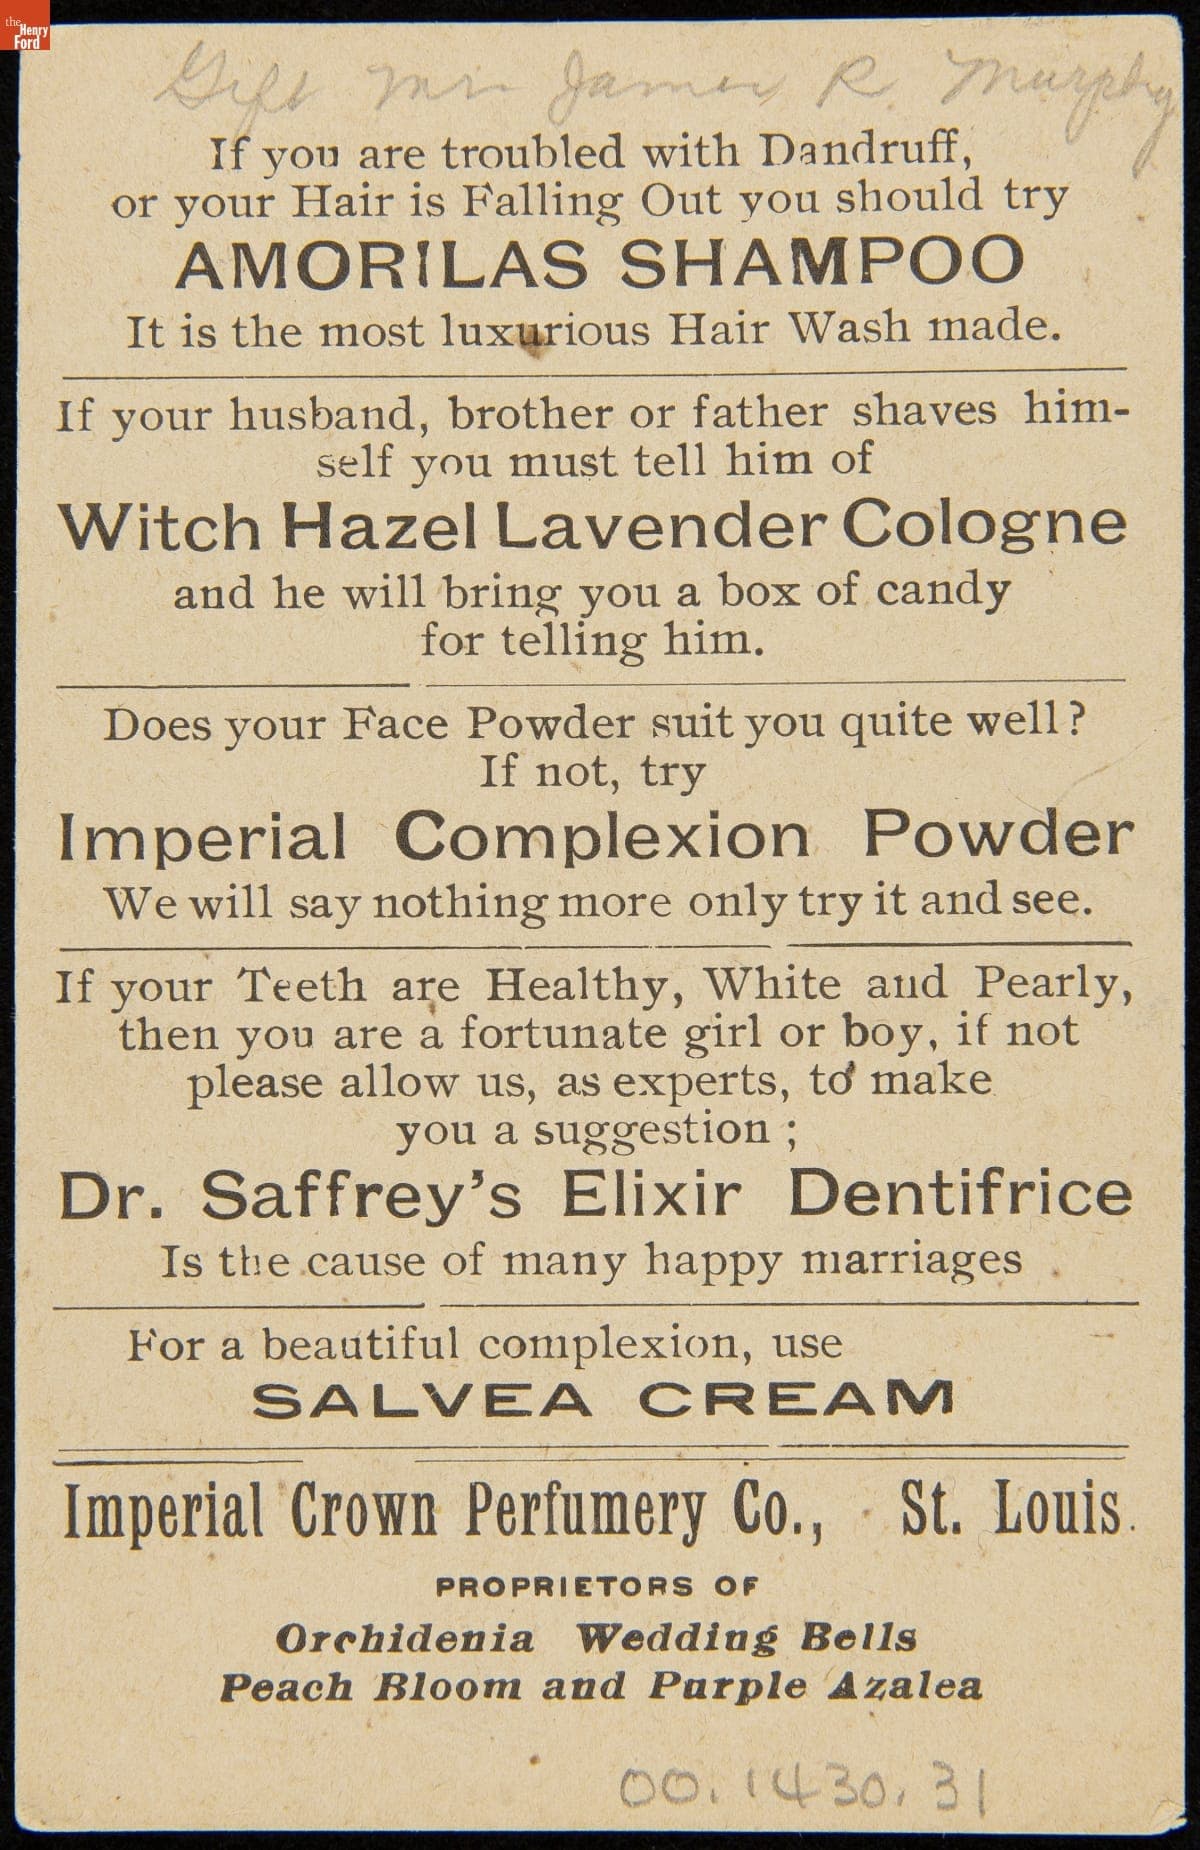 the
Henry
Ford
Gift Mr. James R. Murphy
If you are troubled with Dandruff,
or your Hair is Falling Out you should try
AMORILAS SHAMPOO
It is the most luxurious Hair Wash made.
If your husband, brother or father shaves him-
self you must tell him of
Witch Hazel Lavender Cologne
and he will bring you a box of candy
for telling him.
Does your Face Powder suit you quite well?
If not, try
Imperial Complexion Powder
We will say nothing more only try it and see.
If your Teeth are Healthy, White and Pearly,
then you are a fortunate girl or boy, if not
please allow us, as experts, to make
you a suggestion ;
Dr. Saffrey's Elixir Dentifrice
Is the cause of many happy marriages
For a beautiful complexion, use
SALVEA CREAM
Imperial Crown Perfumery Co., St. Louis.
PROPRIETORS OF
Orchidenia Wedding Bells
Peach Bloom and Purple Azalea
00.1430.31